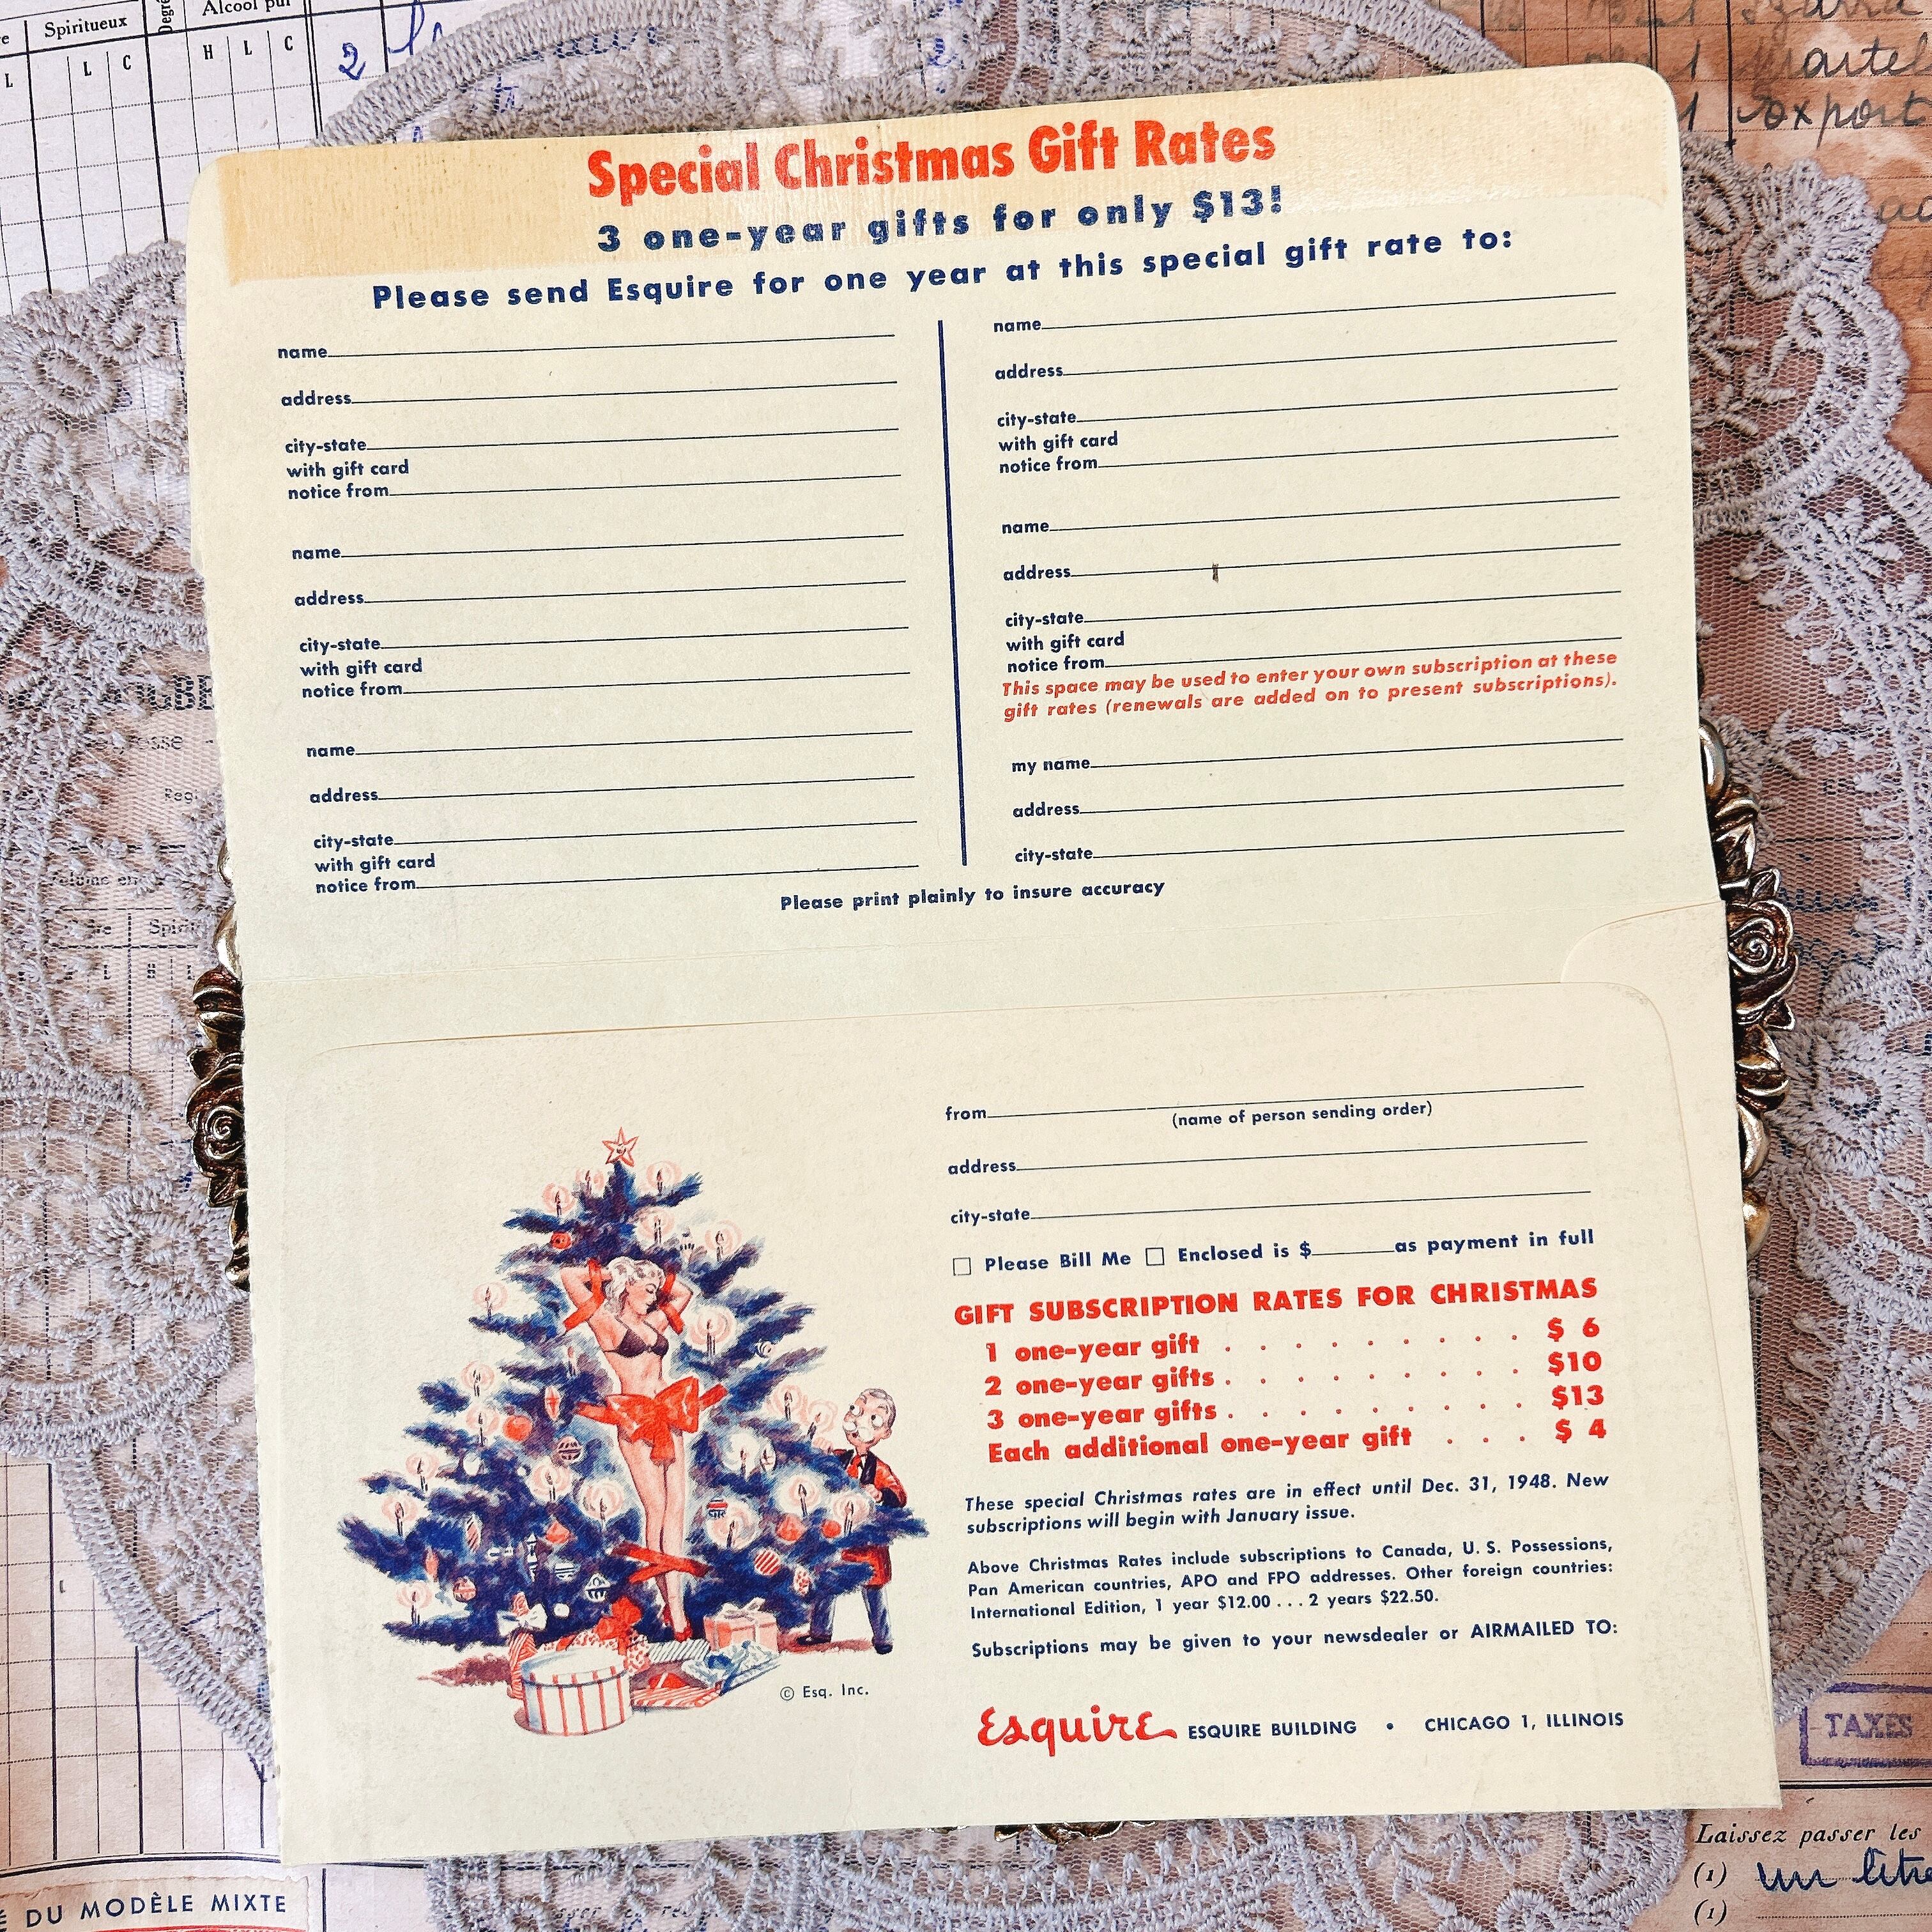 Spiritueux
Alcool pur
L
L
C
H
L
C
2
Special Christmas Gift Rates
3 one-year gifts for only $13!
Please send Esquire for one year at this special gift rate to:
name
address
city-state
with gift card
notice from
name
address
city-state
with gift card
notice from
name
address
city-state
with gift card
notice from
name
address
city-state
with gift card
notice from
name
address
city-state
with gift card
notice from
This space may be used to enter your own subscription at these
gift rates (renewals are added on to present subscriptions).
my name
address
city-state
Please print plainly to insure accuracy
from
(name of person sending order)
address
city-state
Please Bill Me Enclosed is $ as payment in full
GIFT SUBSCRIPTION RATES FOR CHRISTMAS
1 one-year gift . . . . . . . . . $ 6
2 one-year gifts . . . . . . . . . $10
3 one-year gifts . . . . . . . . . $13
Each additional one-year gift . . . $ 4
These special Christmas rates are in effect until Dec. 31, 1948. New
subscriptions will begin with January issue.
Above Christmas Rates include subscriptions to Canada, U. S. Possessions,
Pan American countries, APO and FPO addresses. Other foreign countries:
International Edition, 1 year $12.00 . . . 2 years $22.50.
Subscriptions may be given to your newsdealer or AIRMAILED TO:
© Esq. Inc.
Esquire ESQUIRE BUILDING • CHICAGO 1, ILLINOIS
TAXES
Laissez passer les
(1) un litre
(1)
DU MODÈLE MIXTE